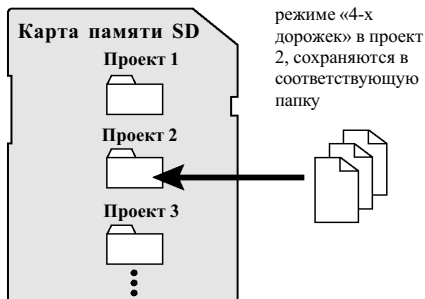 режиме «4-х
дорожек» в проект
2, сохраняются в
соответствующую
папку
Карта памяти SD
Проект 1
Проект 2
Проект 3